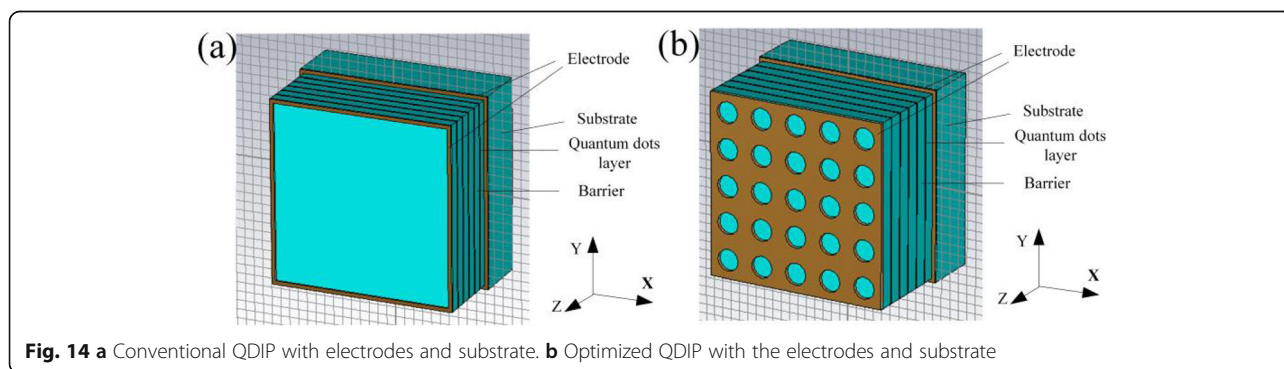 (a)
Electrode
Substrate
Quantum dots
layer
Barrier
Y
X
Z
(b)
Electrode
Substrate
Quantum dots
layer
Barrier
Y
X
Z
Fig. 14 a Conventional QDIP with electrodes and substrate. b Optimized QDIP with the electrodes and substrate